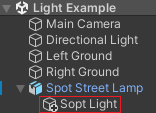 Light Example
Main Camera
Directional Light
Left Ground
Right Ground
Spot Street Lamp
Sopt Light